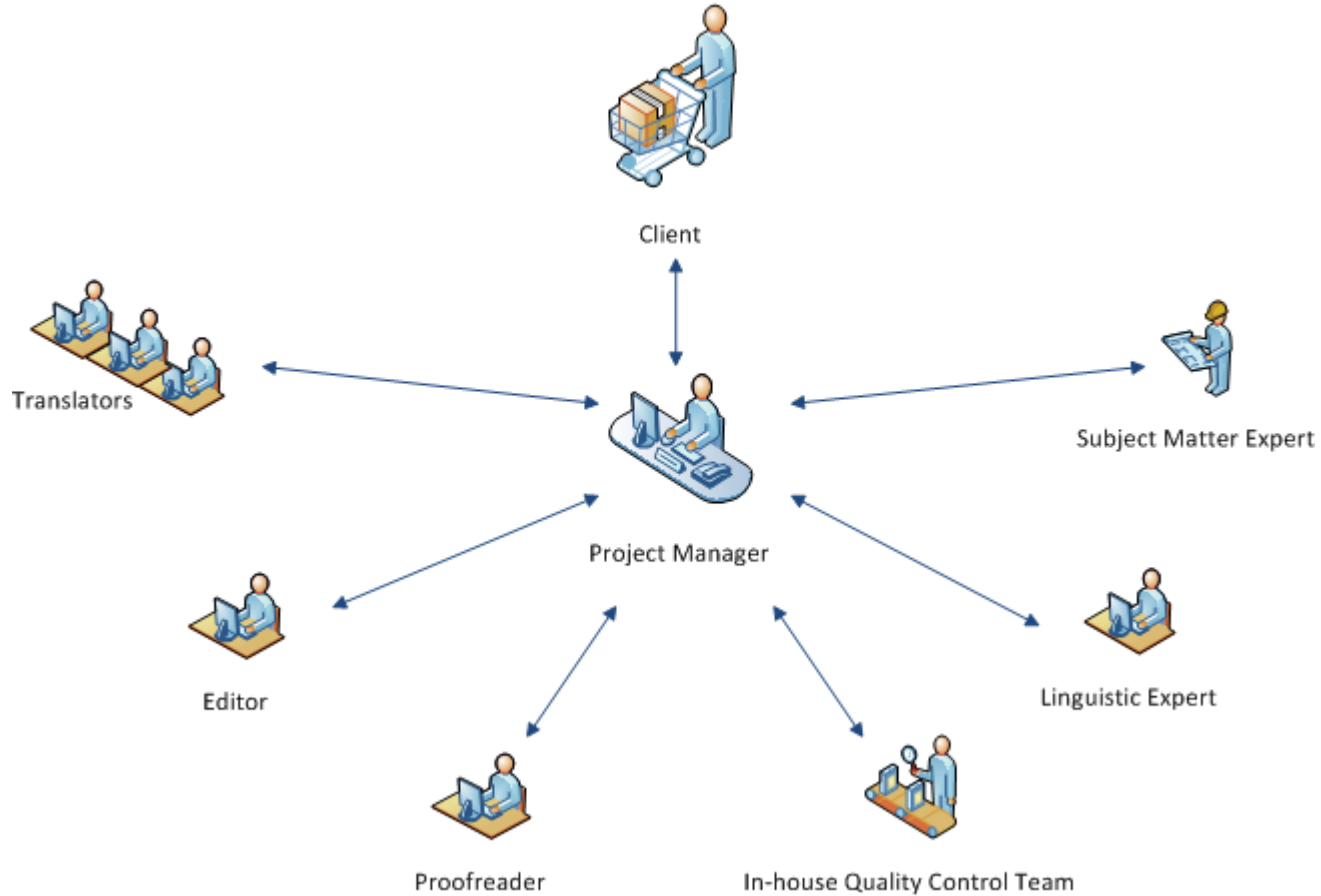 Client
Translators
Subject Matter Expert
Project Manager
Editor
Linguistic Expert
Proofreader
In-house Quality Control Team